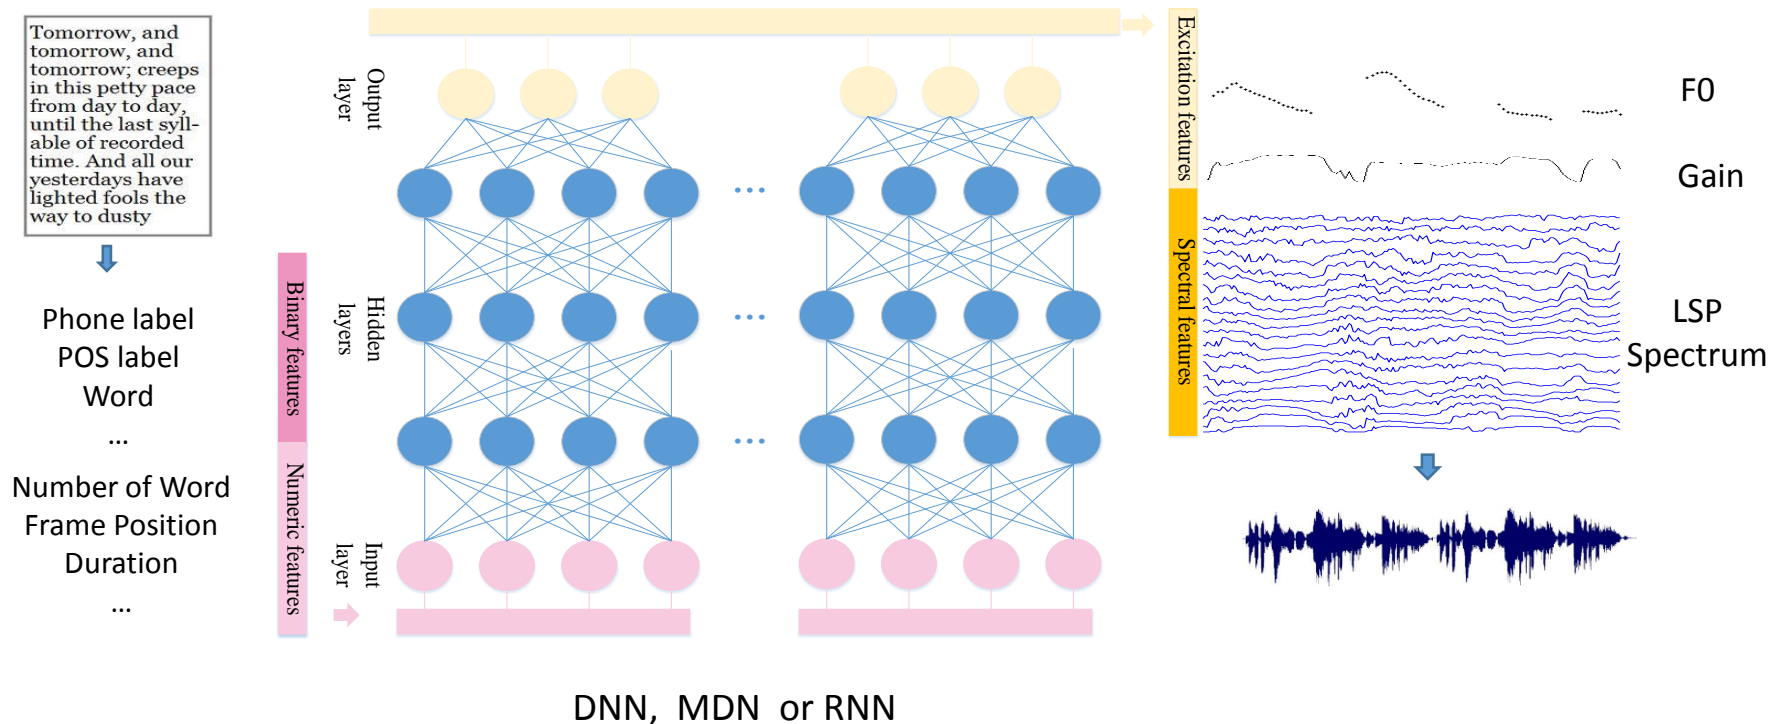 Tomorrow, and
tomorrow, and
tomorrow; creeps
in this petty pace
from day to day,
until the last syll-
able of recorded
time. And all our
yesterdays have
lighted fools the
way to dusty
Phone label
POS label
Word
...
Number of Word
Frame Position
Duration
...
Binary features
Numeric features
Output
layer
Hidden
layers
Input
layer
...
...
...
DNN, MDN or RNN
Excitation features
Spectral features
F0
Gain
LSP
Spectrum